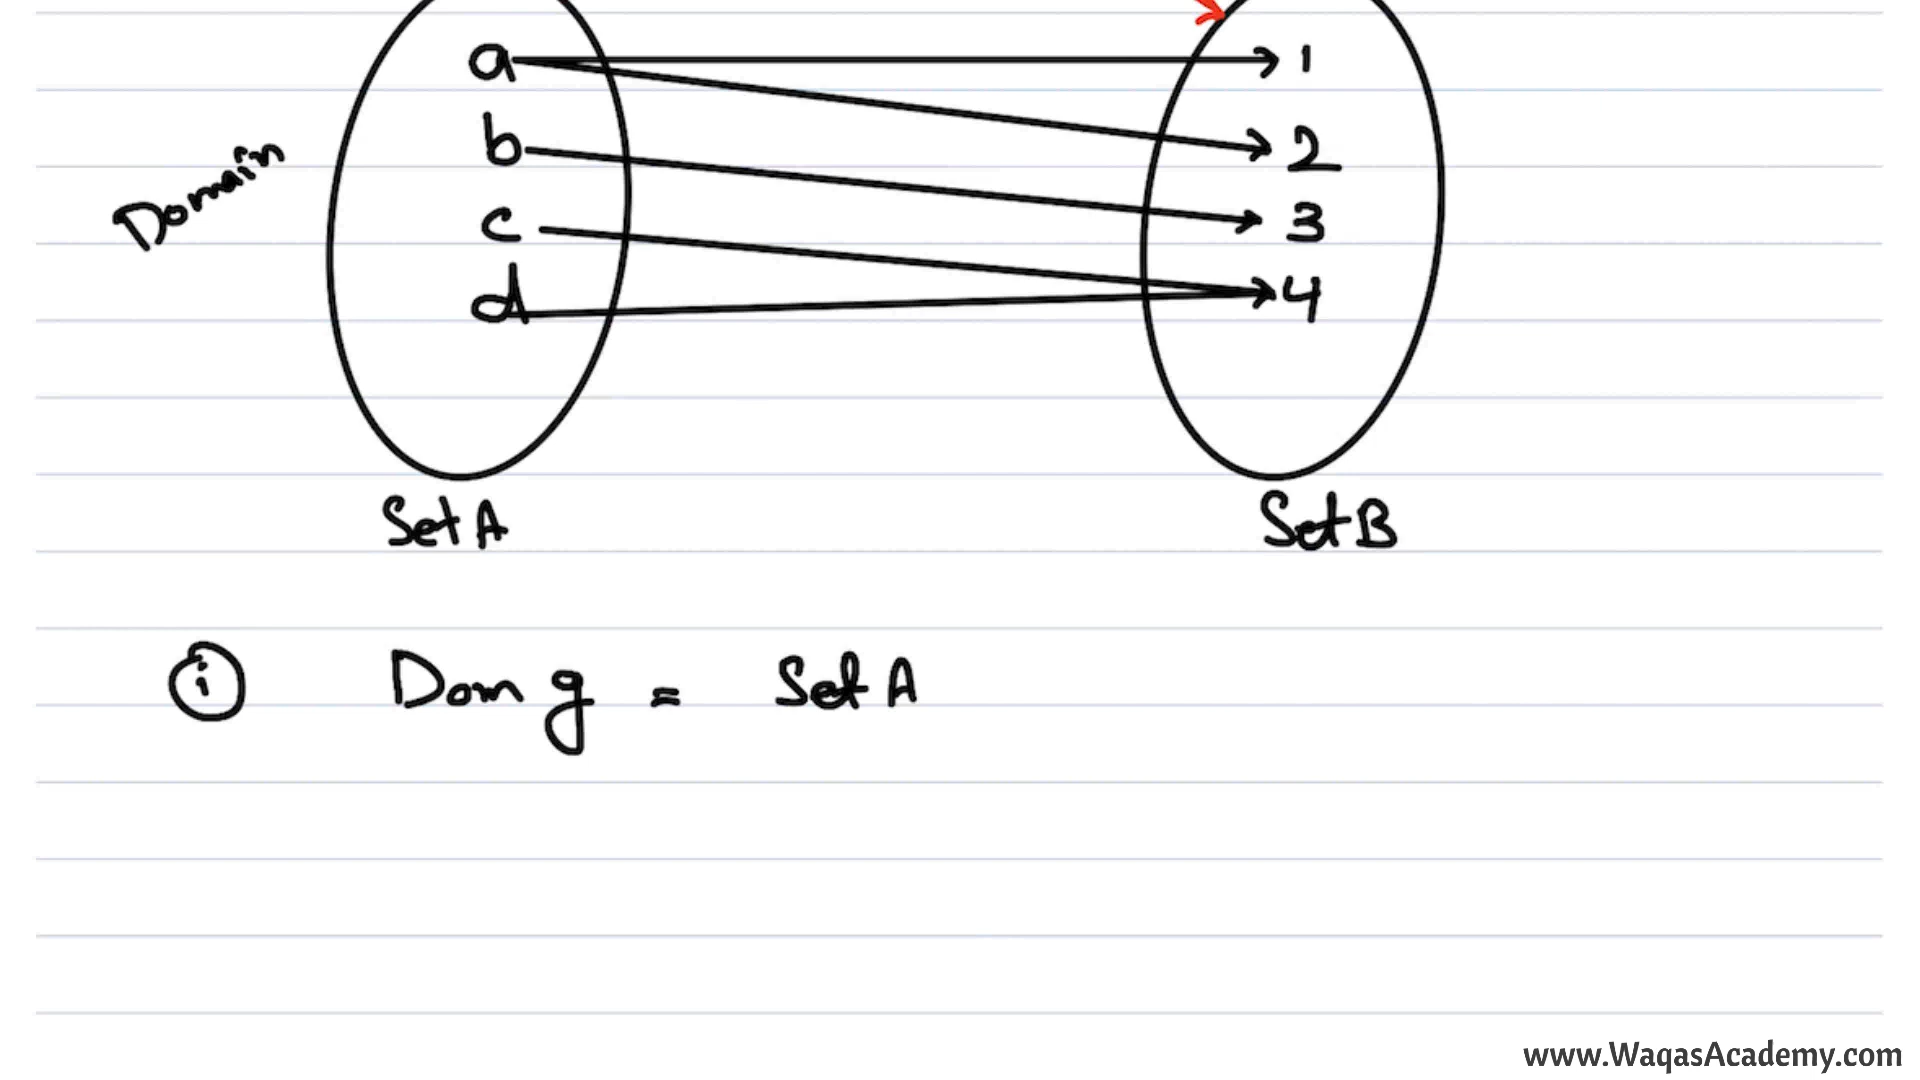 a 1
b 2
Domain
c 3
d 4
Set A Set B
i Dom g = Set A
www.WaqasAcademy.com